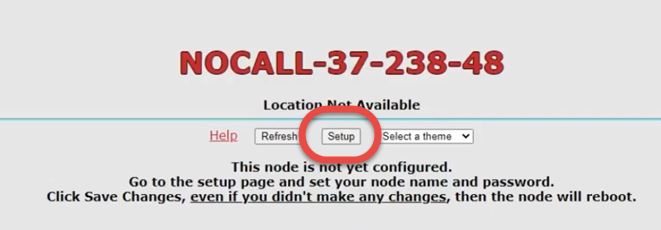 NOCALL-37-238-48
Location Not Available
Help Refresh Setup Select a theme
This node is not yet configured.
Go to the setup page and set your node name and password.
Click Save Changes, even if you didn't make any changes, then the node will reboot.